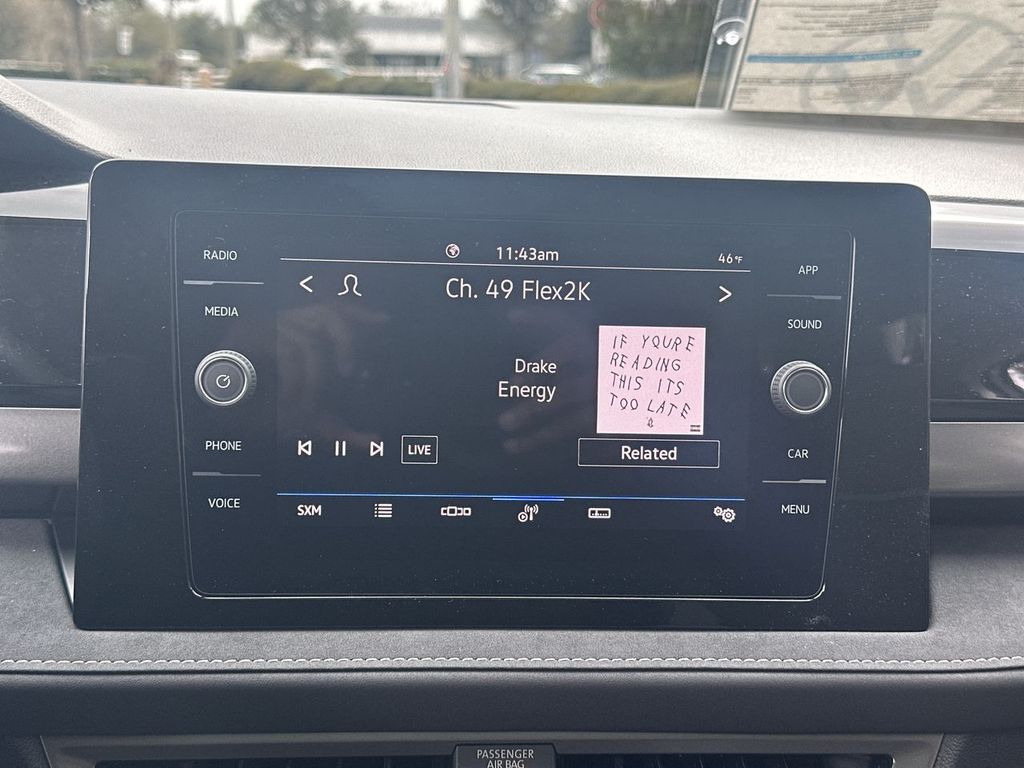 RADIO
MEDIA
PHONE
VOICE
11:43am
46°F
Ch. 49 Flex2K
Drake
Energy
IF YOURE
READING
THIS ITS
TOO LATE
LIVE
Related
SXM
APP
SOUND
CAR
MENU
PASSENGER
AIR BAG